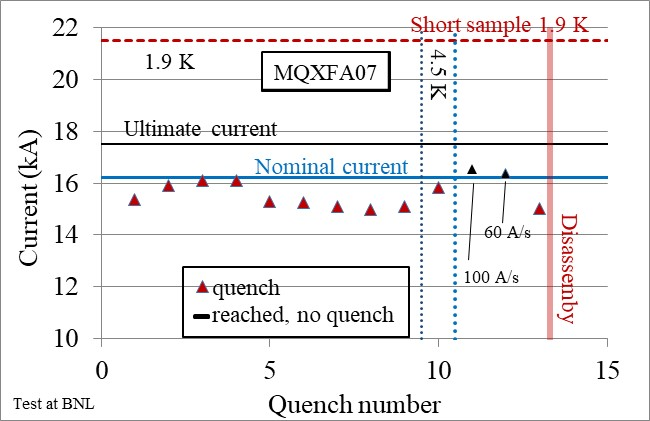 22
20
18
16
14
12
10
Current (kA)
Short sample 1.9 K
1.9 K
MQXFA07
4.5 K
Ultimate current
Nominal current
60 A/s
100 A/s
Disassemby
quench
reached, no quench
0
5
10
15
Quench number
Test at BNL